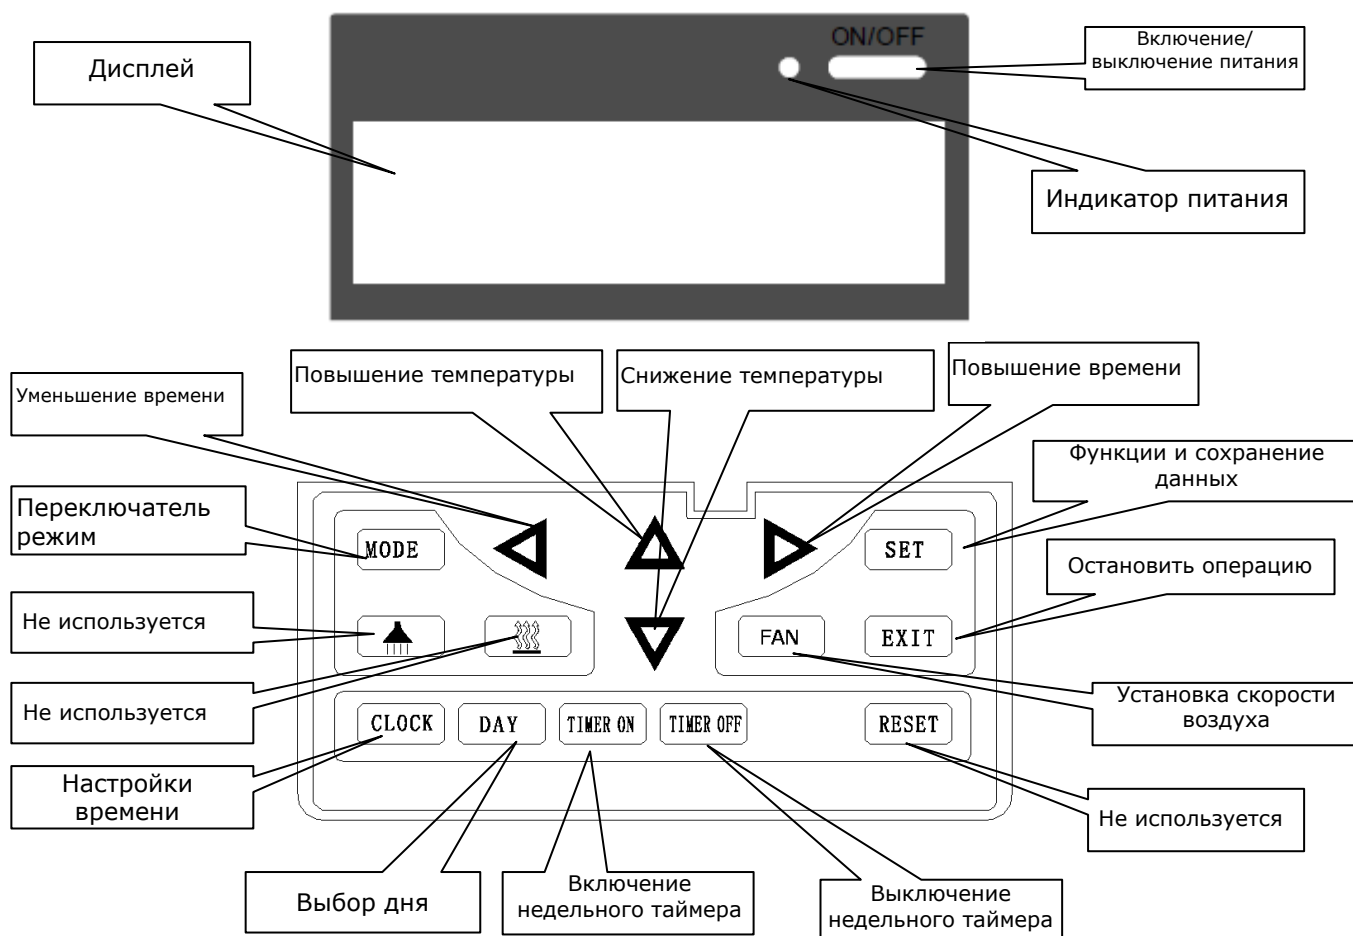 ON/OFF
Включение/
выключение питания
Дисплей
Индикатор питания
Повышение температуры
Снижение температуры
Повышение времени
Уменьшение времени
Функции и сохранение
данных
Переключатель
режим
MODE
SET
Остановить операцию
Не используется
FAN
EXIT
Не используется
Установка скорости
воздуха
CLOCK
DAY
TIMER ON
TIMER OFF
RESET
Настройки
времени
Не используется
Выбор дня
Включение
недельного таймера
Выключение
недельного таймера